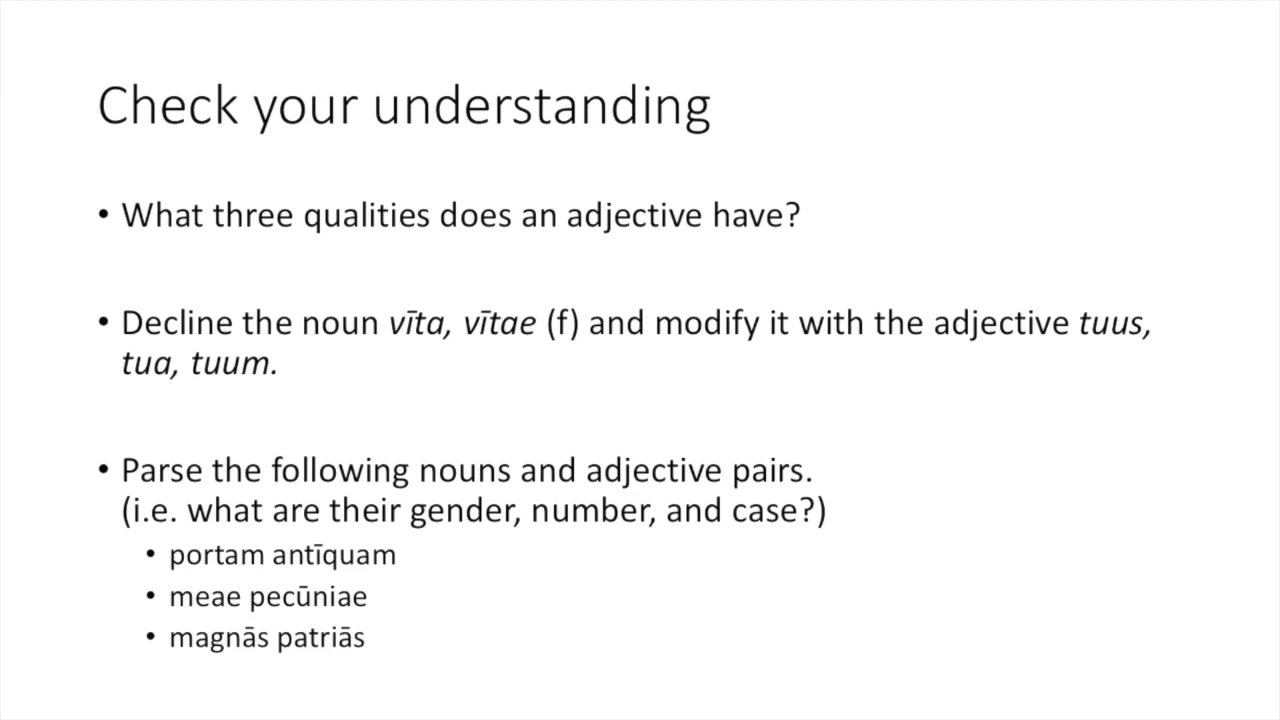 Check your understanding
• What three qualities does an adjective have?
• Decline the noun vīta, vītae (f) and modify it with the adjective tuus,
tua, tuum.
• Parse the following nouns and adjective pairs.
(i.e. what are their gender, number, and case?)
• portam antīquam
• meae pecūniae
• magnās patriās